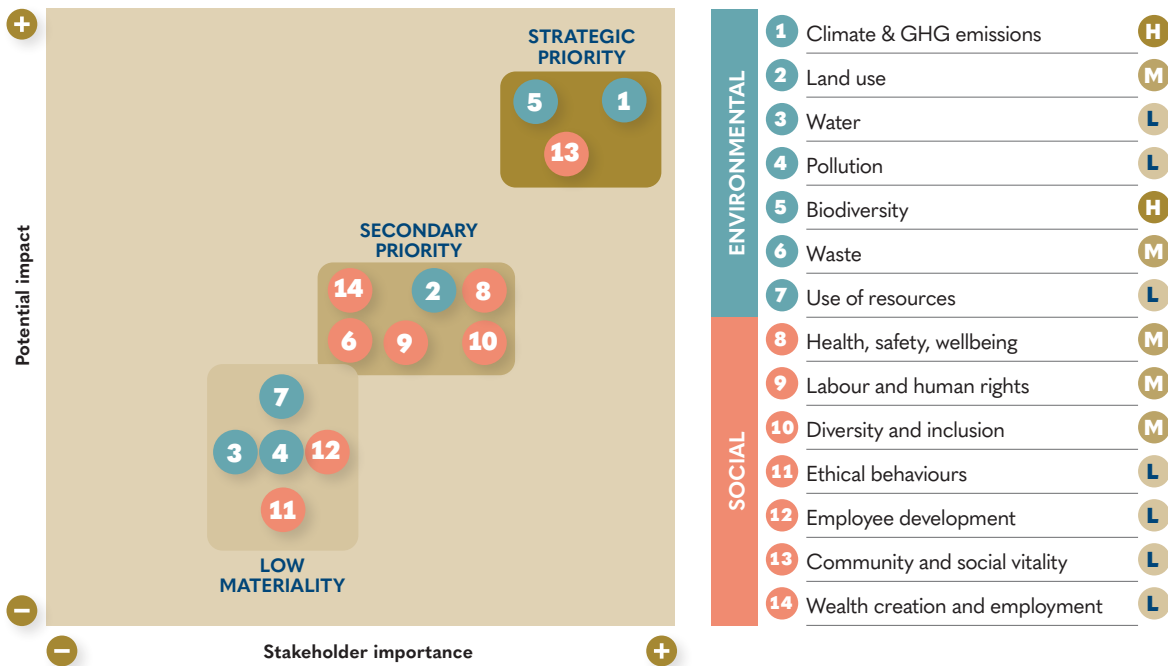 +
STRATEGIC
PRIORITY
5
1
13
SECONDARY
PRIORITY
14
2
8
6
9
10
7
3
4
12
11
LOW
MATERIALITY
Potential impact
−
−
Stakeholder importance
+
ENVIRONMENTAL
1 Climate & GHG emissions H
2 Land use M
3 Water L
4 Pollution L
5 Biodiversity H
6 Waste M
7 Use of resources L
SOCIAL
8 Health, safety, wellbeing M
9 Labour and human rights M
10 Diversity and inclusion M
11 Ethical behaviours L
12 Employee development L
13 Community and social vitality L
14 Wealth creation and employment L